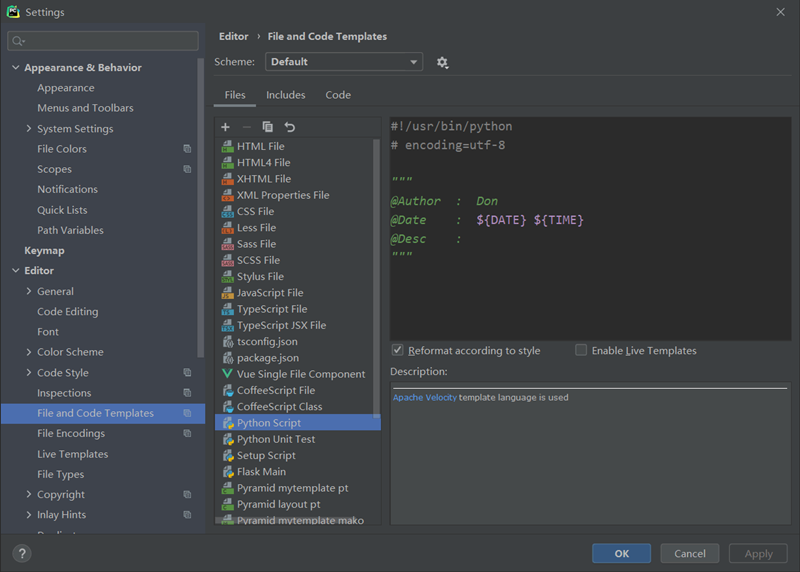 Settings
Editor › File and Code Templates
Scheme: Default
Appearance & Behavior
Appearance
Menus and Toolbars
System Settings
File Colors
Scopes
Notifications
Quick Lists
Path Variables
Keymap
Editor
General
Code Editing
Font
Color Scheme
Code Style
Inspections
File and Code Templates
File Encodings
Live Templates
File Types
Copyright
Inlay Hints
Files Includes Code
HTML File
HTML4 File
XHTML File
XML Properties File
CSS File
Less File
Sass File
SCSS File
Stylus File
JavaScript File
TypeScript File
TypeScript JSX File
tsconfig.json
package.json
Vue Single File Component
CoffeeScript File
CoffeeScript Class
Python Script
Python Unit Test
Setup Script
Flask Main
Pyramid mytemplate pt
Pyramid layout pt
Pyramid mytemplate mako
#!/usr/bin/python
# encoding=utf-8
"""
@Author : Don
@Date : ${DATE} ${TIME}
@Desc :
"""
Reformat according to style
Enable Live Templates
Description:
Apache Velocity template language is used
?
OK
Cancel
Apply